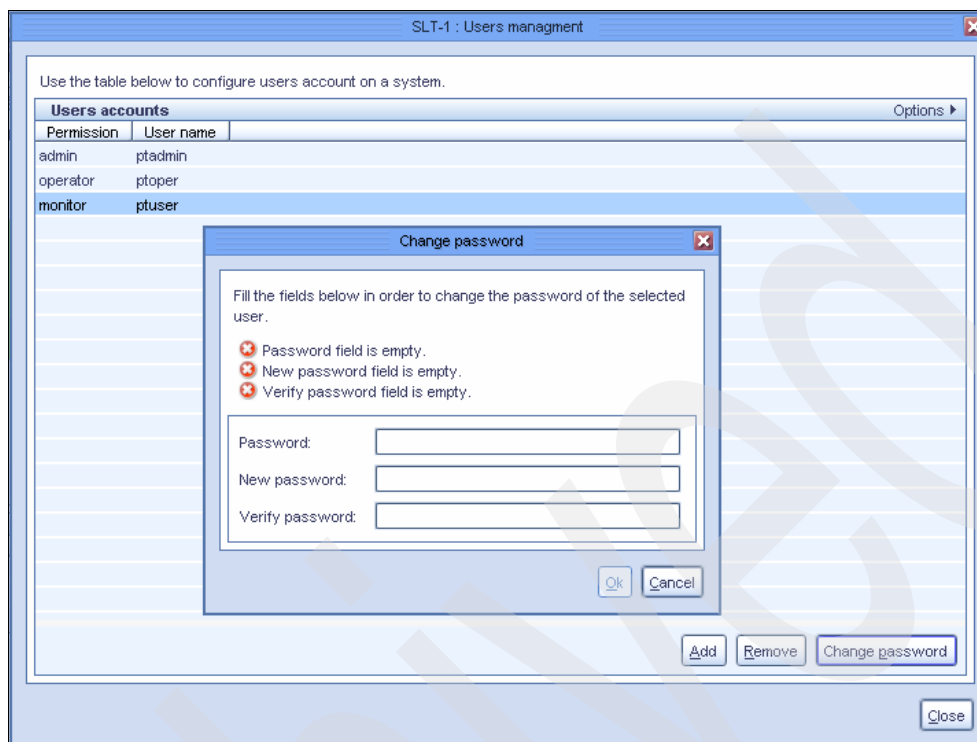 SLT-1 : Users managment
Use the table below to configure users account on a system.
Users accounts Options
Permission User name
admin ptadmin
operator ptoper
monitor ptuser
Change password
Fill the fields below in order to change the password of the selected
user.
Password field is empty.
New password field is empty.
Verify password field is empty.
Password:
New password:
Verify password:
Ok Cancel
Add Remove Change password
Close